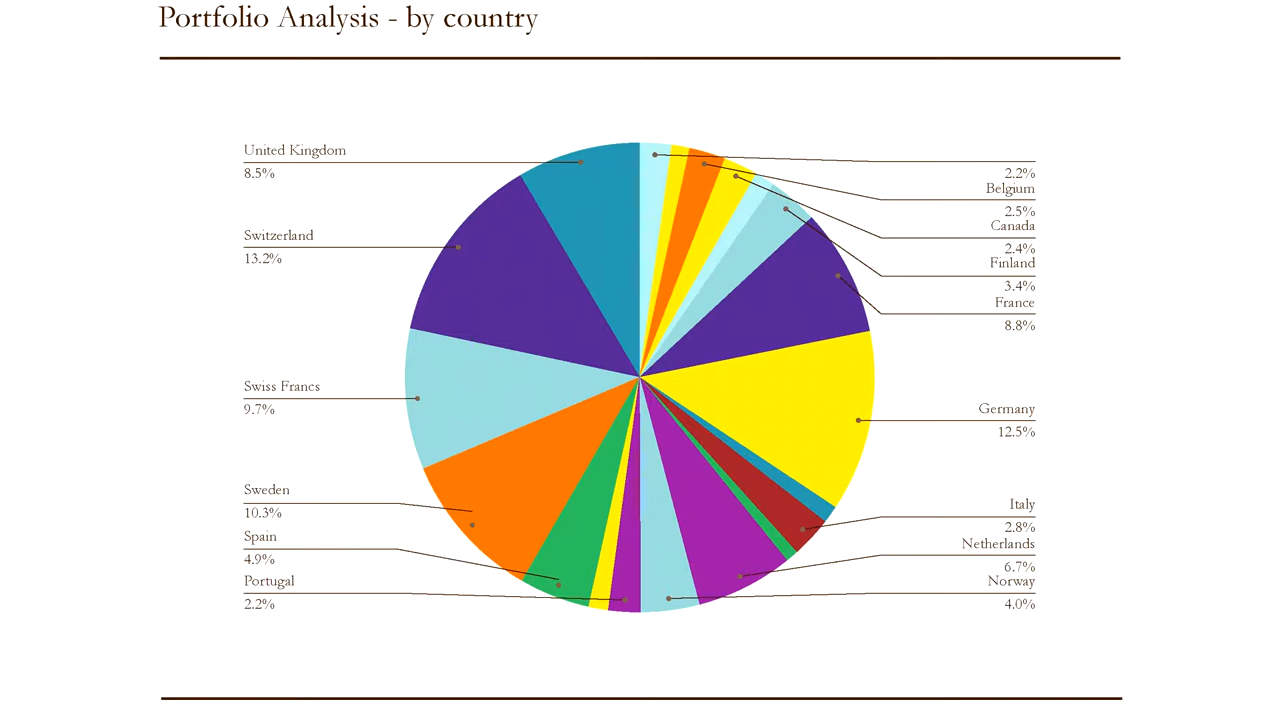 Portfolio Analysis - by country
United Kingdom
8.5%
Switzerland
13.2%
Swiss Francs
9.7%
Sweden
10.3%
Spain
4.9%
Portugal
2.2%
2.2%
Belgium
2.5%
Canada
2.4%
Finland
3.4%
France
8.8%
Germany
12.5%
Italy
2.8%
Netherlands
6.7%
Norway
4.0%